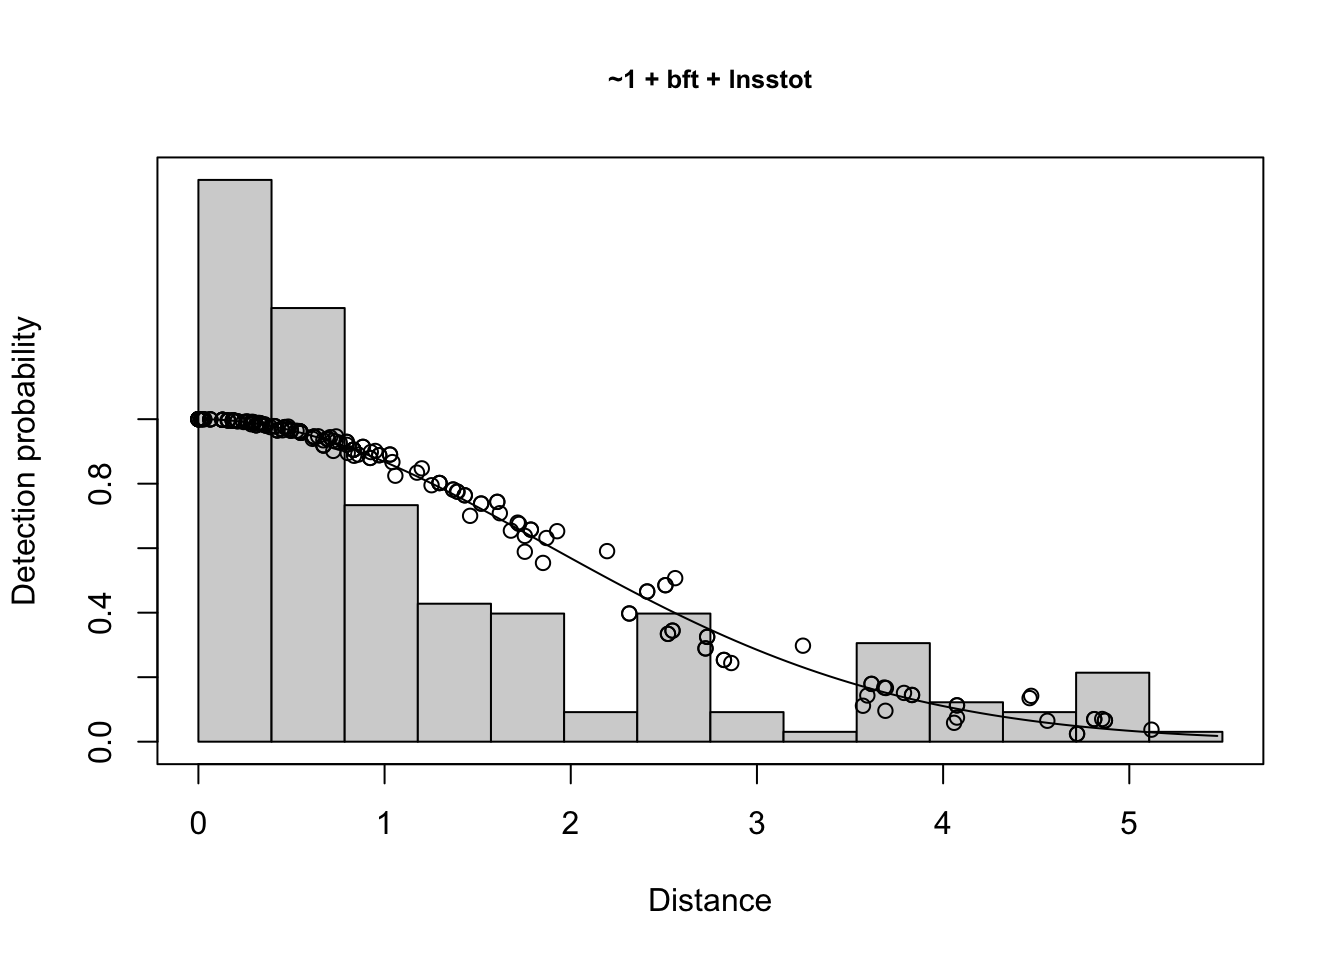 ~1 + bft + lnsstot
Detection probability
0.8
0.4
0.0
0 1 2 3 4 5
Distance